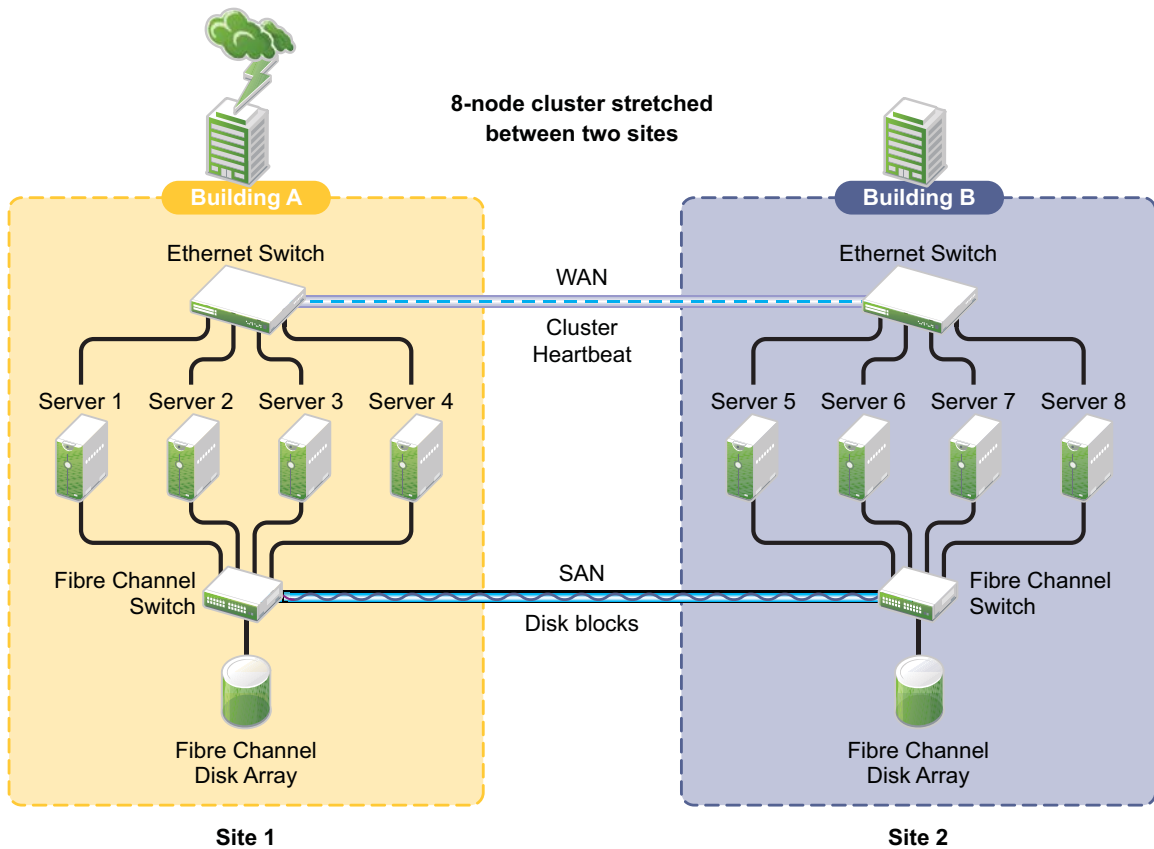 8-node cluster stretched
between two sites
Building A
Building B
Ethernet Switch
Ethernet Switch
WAN
Cluster
Heartbeat
Server 1
Server 2
Server 3
Server 4
Server 5
Server 6
Server 7
Server 8
Fibre Channel
Switch
SAN
Disk blocks
Fibre Channel
Switch
Fibre Channel
Disk Array
Fibre Channel
Disk Array
Site 1
Site 2